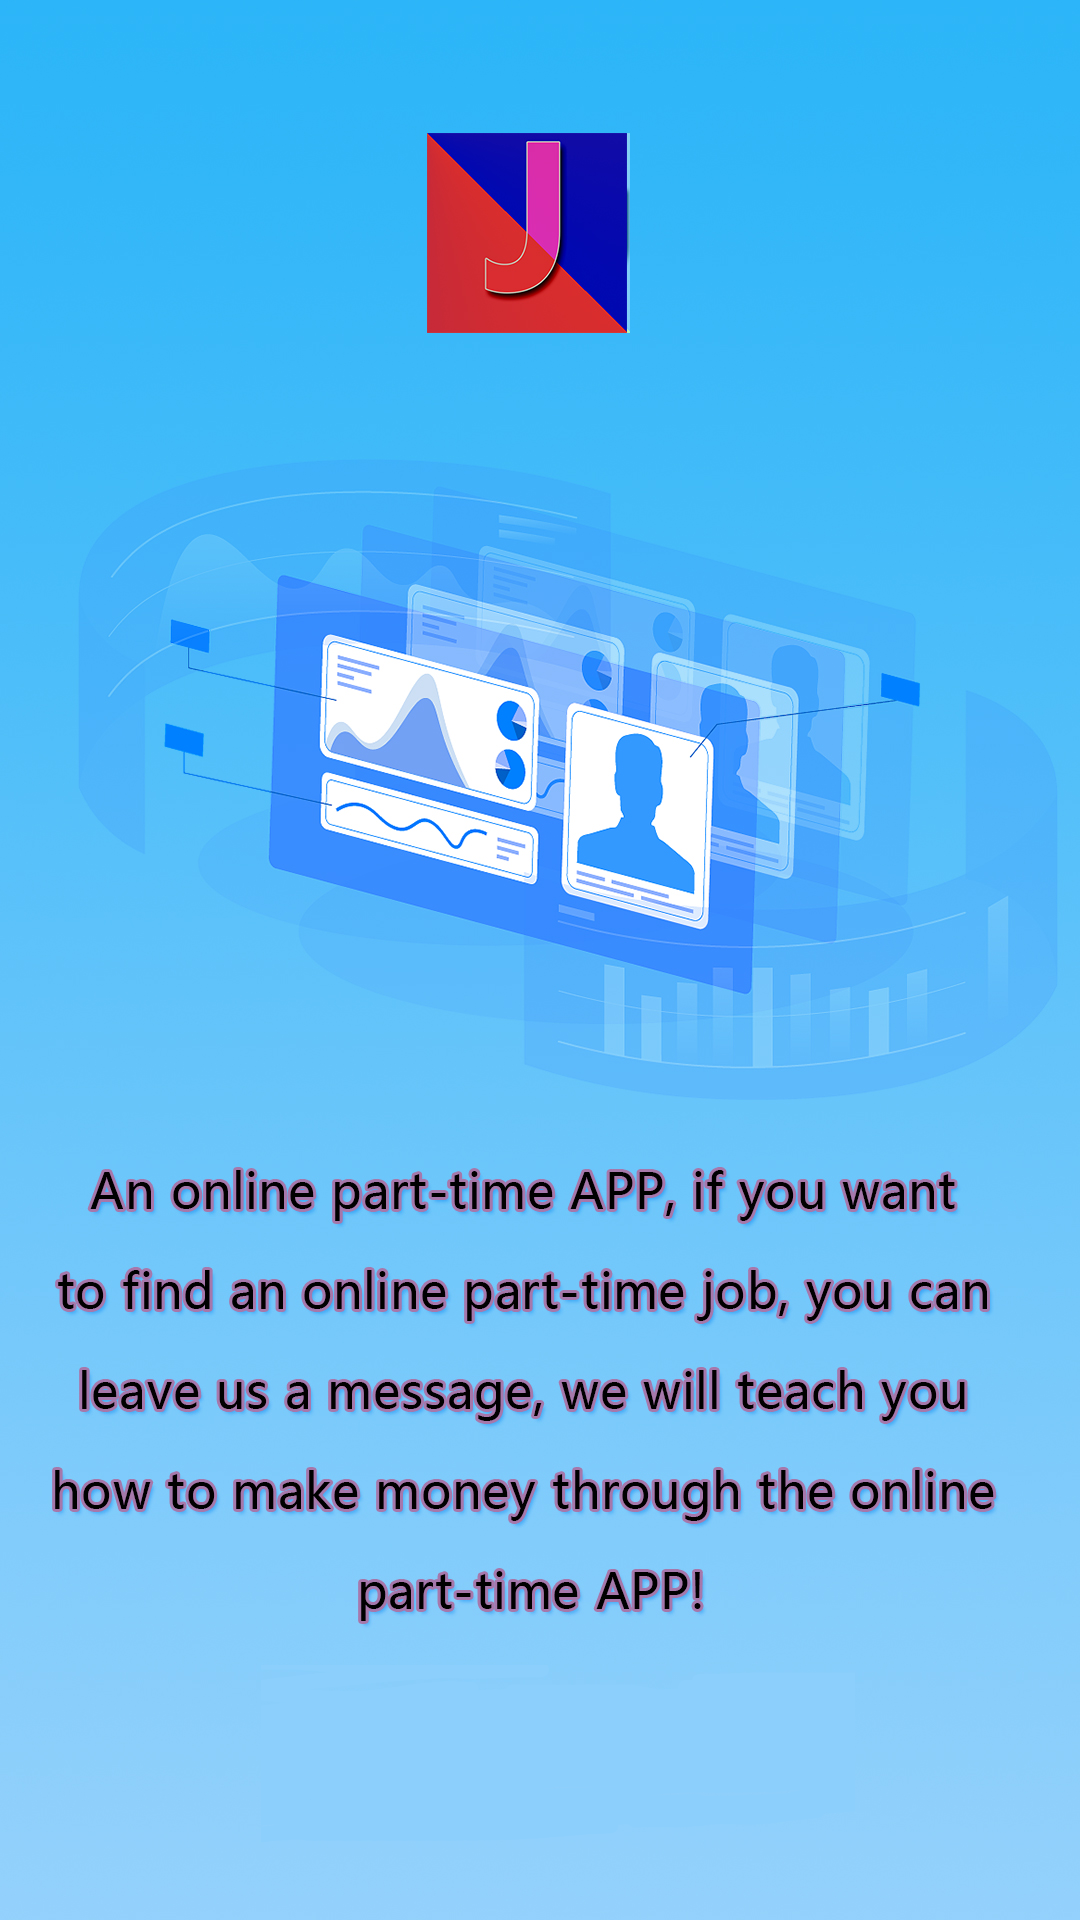 J
An online part-time APP, if you want
to find an online part-time job, you can
leave us a message, we will teach you
how to make money through the online
part-time APP!